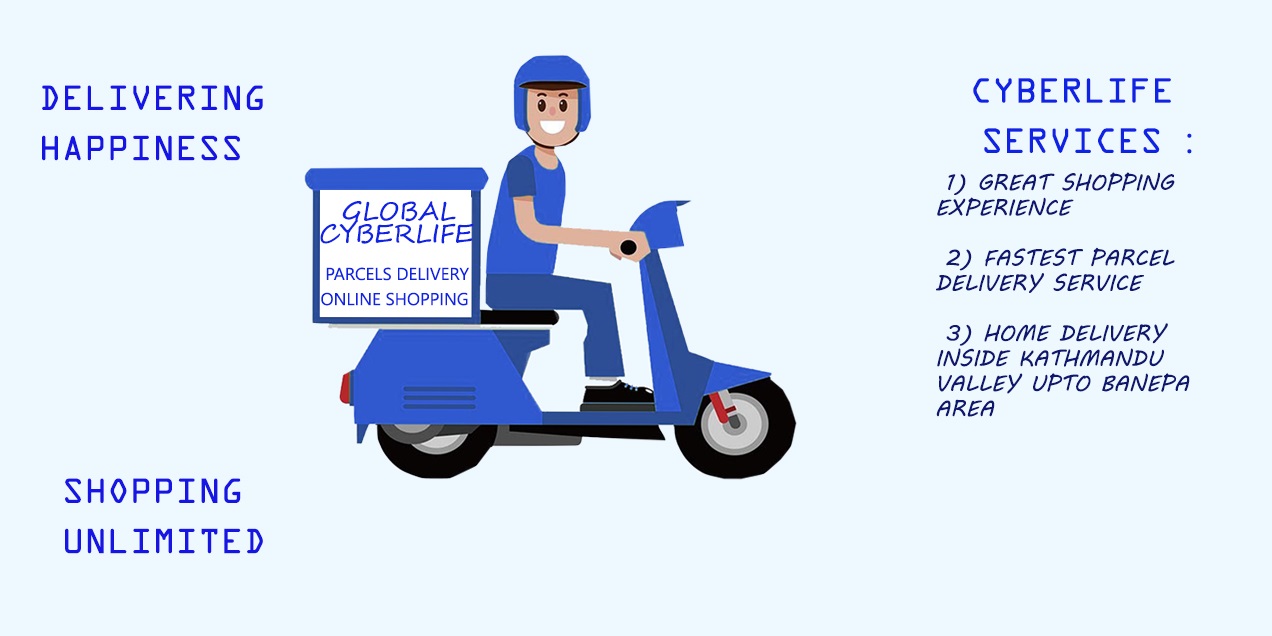 DELIVERING
HAPPINESS
GLOBAL
CYBERLIFE
PARCELS DELIVERY
ONLINE SHOPPING
SHOPPING
UNLIMITED
CYBERLIFE
SERVICES :
1) GREAT SHOPPING
EXPERIENCE
2) FASTEST PARCEL
DELIVERY SERVICE
3) HOME DELIVERY
INSIDE KATHMANDU
VALLEY UPTO BANEPA
AREA